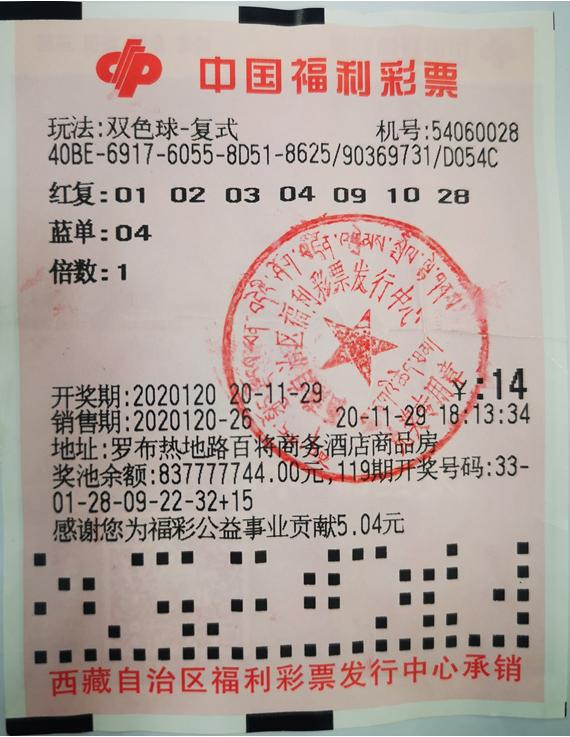 中国福利彩票
玩法:双色球-复式 机号:54060028
40BE-6917-6055-8D51-8625/90369731/D054C
红复:01 02 03 04 09 10 28
蓝单:04
倍数:1
彩票发行中心
开奖期:2020120 20-11-29 ¥:14
销售期:2020120-26 20-11-29 18:13:34
地址:罗布热地路百将商务酒店商品房
奖池余额:837777744.00元,119期开奖号码:33-
01-28-09-22-32+15
感谢您为福彩公益事业贡献5.04元
西藏自治区福利彩票发行中心承销